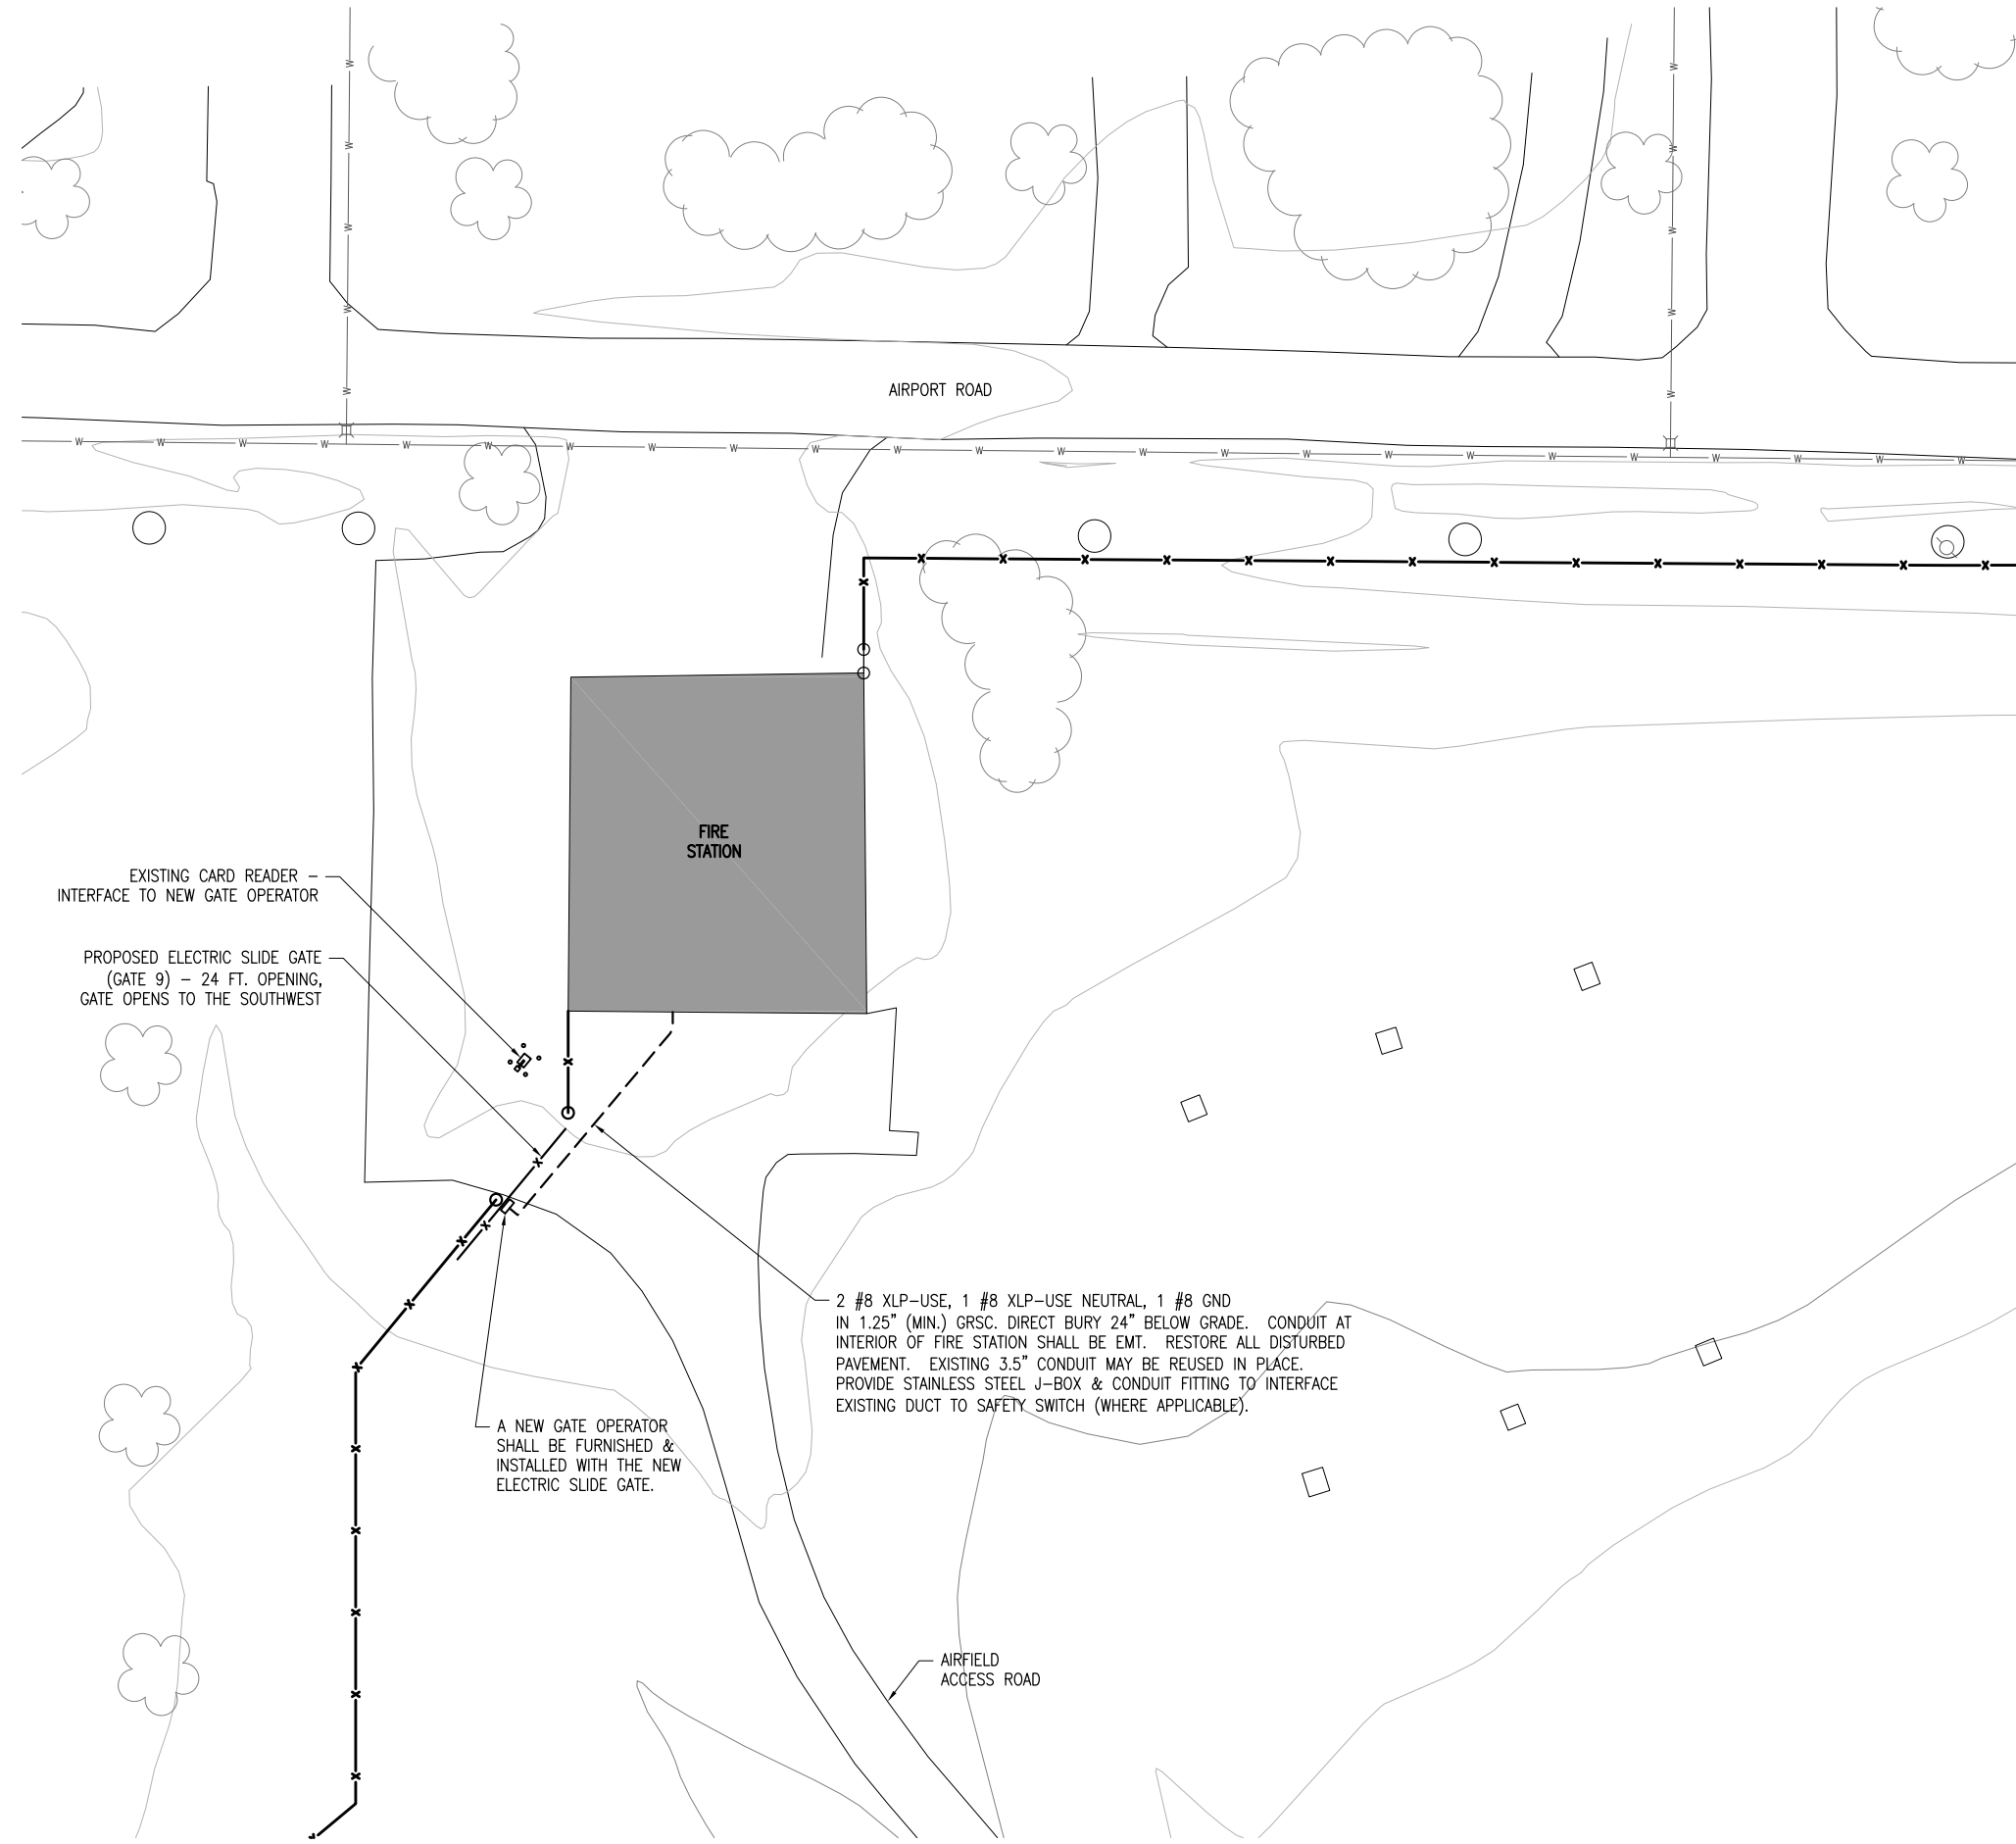 AIRPORT ROAD
FIRE
STATION
EXISTING CARD READER –
INTERFACE TO NEW GATE OPERATOR
PROPOSED ELECTRIC SLIDE GATE
(GATE 9) – 24 FT. OPENING,
GATE OPENS TO THE SOUTHWEST
2 #8 XLP–USE, 1 #8 XLP–USE NEUTRAL, 1 #8 GND
IN 1.25” (MIN.) GRSC. DIRECT BURY 24” BELOW GRADE. CONDUIT AT
INTERIOR OF FIRE STATION SHALL BE EMT. RESTORE ALL DISTURBED
PAVEMENT. EXISTING 3.5” CONDUIT MAY BE REUSED IN PLACE.
PROVIDE STAINLESS STEEL J–BOX & CONDUIT FITTING TO INTERFACE
EXISTING DUCT TO SAFETY SWITCH (WHERE APPLICABLE).
A NEW GATE OPERATOR
SHALL BE FURNISHED &
INSTALLED WITH THE NEW
ELECTRIC SLIDE GATE.
AIRFIELD
ACCESS ROAD